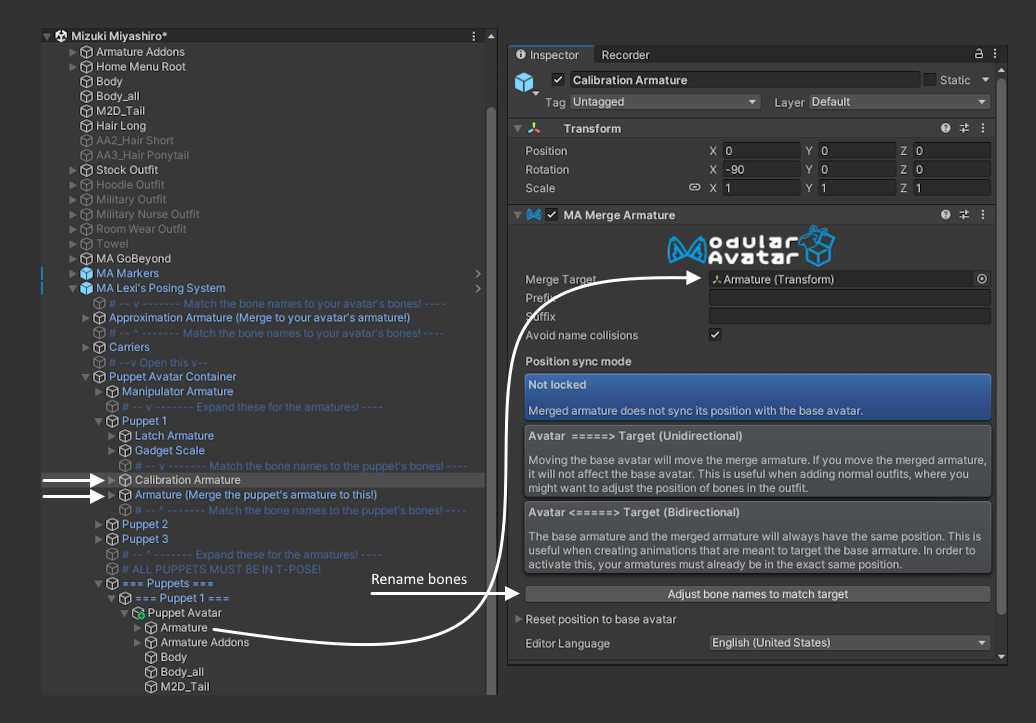 Mizuki Miyashiro*
Armature Addons
Home Menu Root
Body
Body_all
M2D_Tail
Hair Long
AA2_Hair Short
AA3_Hair Ponytail
Stock Outfit
Hoodie Outfit
Military Outfit
Military Nurse Outfit
Room Wear Outfit
Towel
MA GoBeyond
MA Markers
MA Lexi's Posing System
# -- v ------- Match the bone names to your avatar's bones! ----
Approximation Armature (Merge to your avatar's armature!)
# -- ^ ------- Match the bone names to your avatar's bones! ----
Carriers
# --v Open this v--
Puppet Avatar Container
Manipulator Armature
# -- v ------- Expand these for the armatures! ----
Puppet 1
Latch Armature
Gadget Scale
# -- v ------- Match the bone names to the puppet's bones! ----
Calibration Armature
Armature (Merge the puppet's armature to this!)
# -- ^ ------- Match the bone names to the puppet's bones! ----
Puppet 2
Puppet 3
# -- ^ ------- Expand these for the armatures! ----
# ALL PUPPETS MUST BE IN T-POSE!
=== Puppets ===
=== Puppet 1 ===
Puppet Avatar
Armature
Armature Addons
Body
Body_all
M2D_Tail
Rename bones
Inspector Recorder
Calibration Armature Static
Tag Untagged Layer Default
Transform
Position X 0 Y 0 Z 0
Rotation X -90 Y 0 Z 0
Scale X 1 Y 1 Z 1
MA Merge Armature
Modular
Avatar
Merge Target Armature (Transform)
Prefix
Suffix
Avoid name collisions
Position sync mode
Not locked
Merged armature does not sync its position with the base avatar.
Avatar =====> Target (Unidirectional)
Moving the base avatar will move the merge armature. If you move the merged armature,
it will not affect the base avatar. This is useful when adding normal outfits, where you
might want to adjust the position of bones in the outfit.
Avatar <=====> Target (Bidirectional)
The base armature and the merged armature will always have the same position. This is
useful when creating animations that are meant to target the base armature. In order to
activate this, your armatures must already be in the exact same position.
Adjust bone names to match target
Reset position to base avatar
Editor Language English (United States)